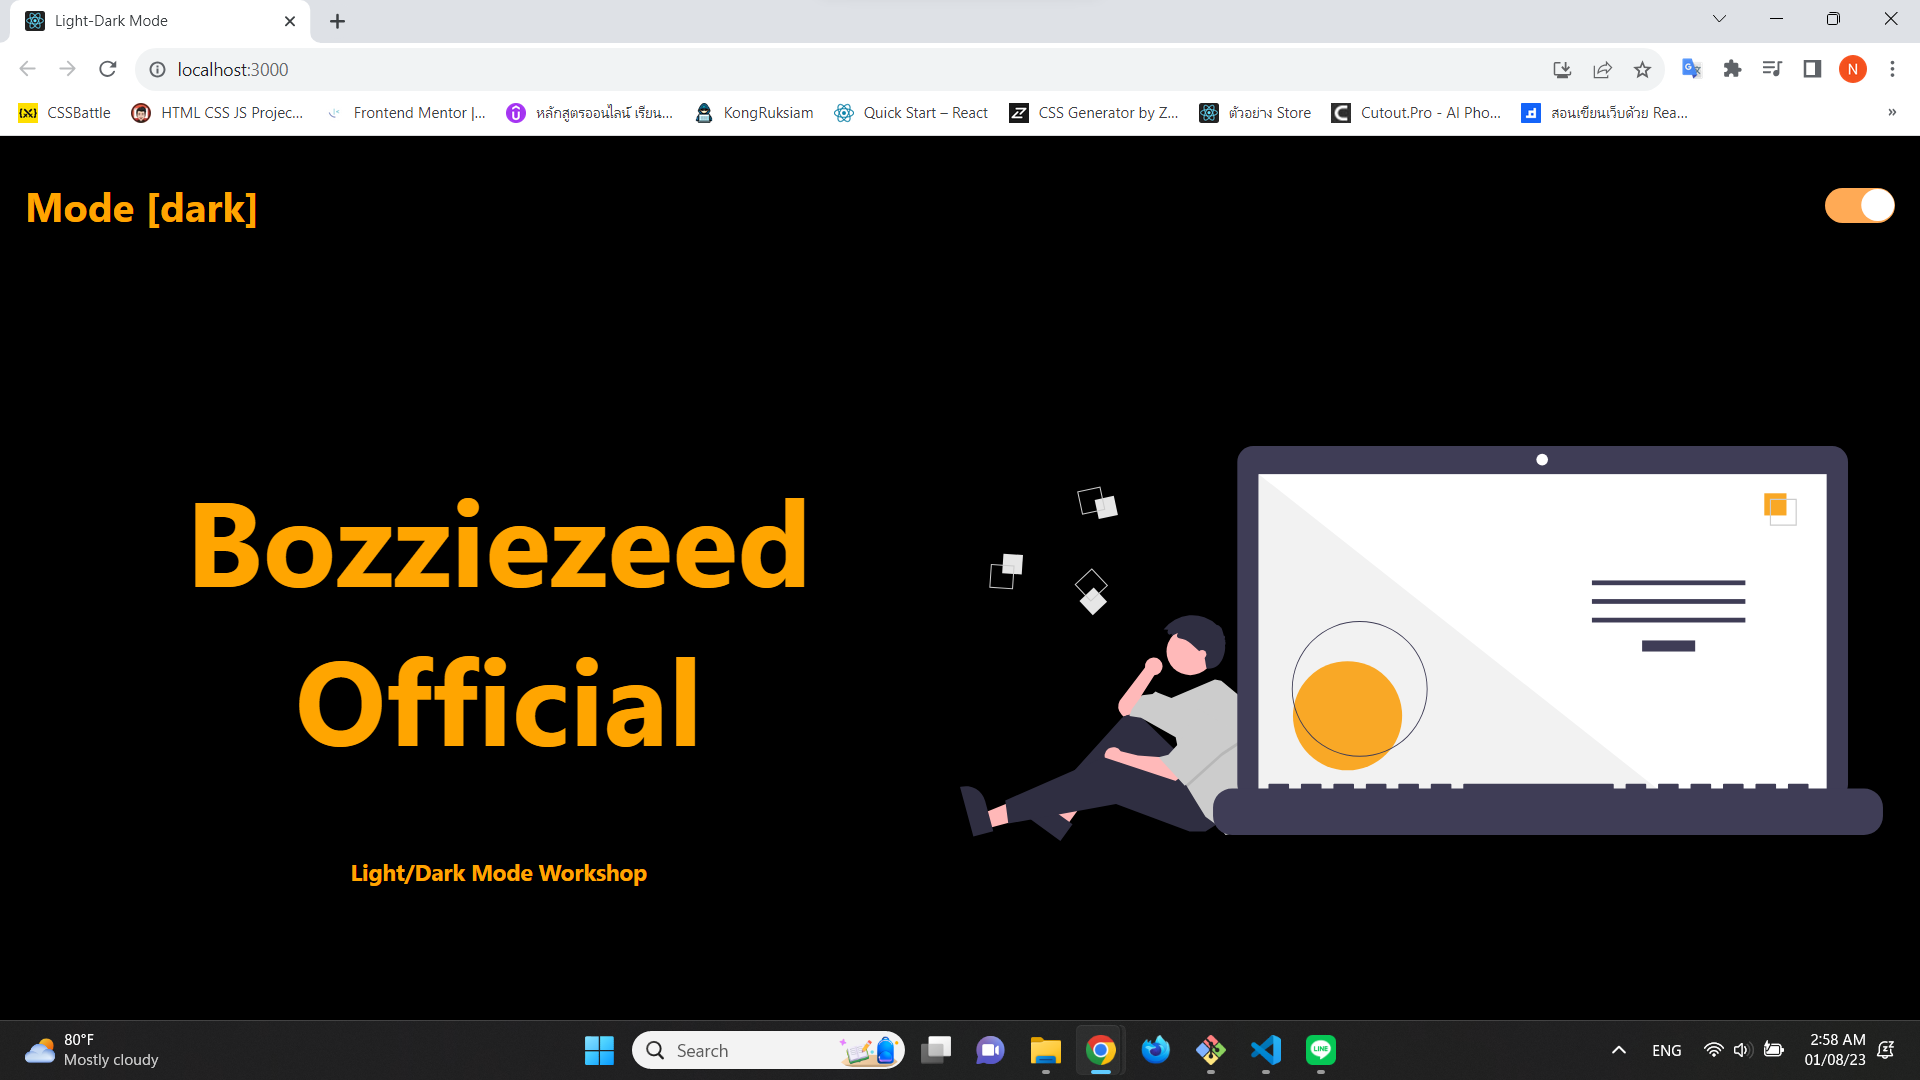 Light-Dark Mode
localhost:3000
N
CSSBattle
HTML CSS JS Projec...
Frontend Mentor |...
หลักสูตรออนไลน์ เรียน...
KongRuksiam
Quick Start – React
CSS Generator by Z...
ตัวอย่าง Store
Cutout.Pro - AI Pho...
สอนเขียนเว็บด้วย Rea...
»
Mode [dark]
Bozziezeed
Official
Light/Dark Mode Workshop
80°F
Mostly cloudy
Search
LINE
ENG
2:58 AM
01/08/23